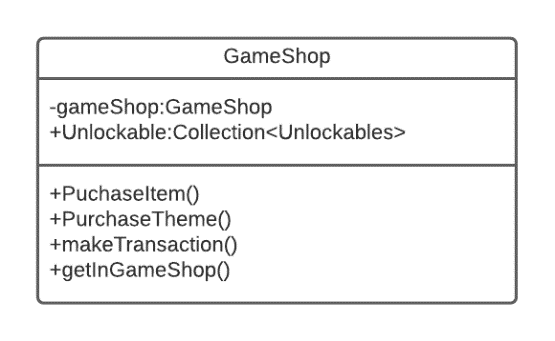 GameShop
-gameShop:GameShop
+Unlockable:Collection<Unlockables>
+PuchaseItem()
+PurchaseTheme()
+makeTransaction()
+getInGameShop()